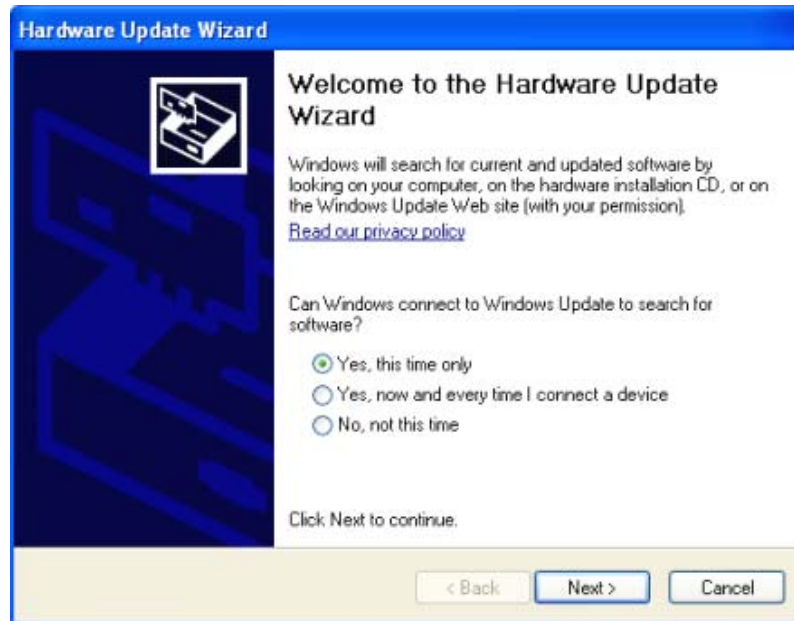 Hardware Update Wizard
Welcome to the Hardware Update
Wizard
Windows will search for current and updated software by
looking on your computer, on the hardware installation CD, or on
the Windows Update Web site (with your permission).
Read our privacy policy
Can Windows connect to Windows Update to search for
software?
Yes, this time only
Yes, now and every time I connect a device
No, not this time
Click Next to continue.
< Back
Next >
Cancel